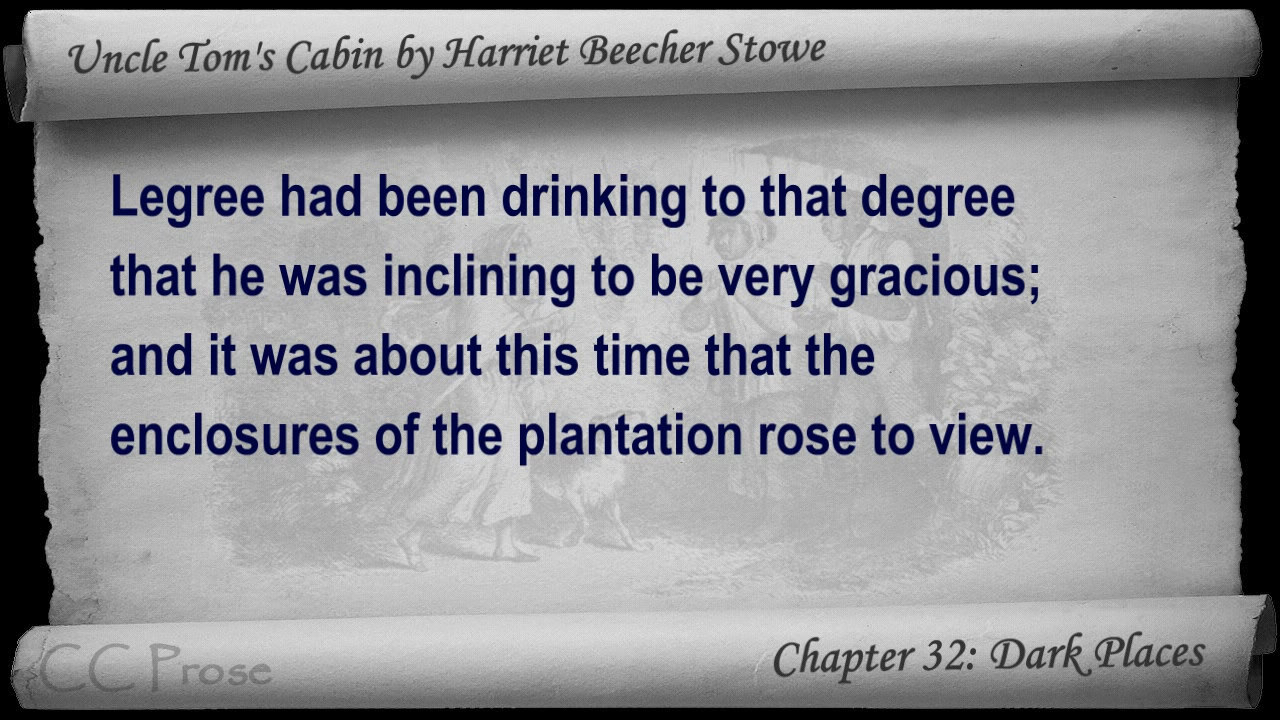 Uncle Tom's Cabin by Harriet Beecher Stowe
Legree had been drinking to that degree
that he was inclining to be very gracious;
and it was about this time that the
enclosures of the plantation rose to view.
CC Prose
Chapter 32: Dark Places